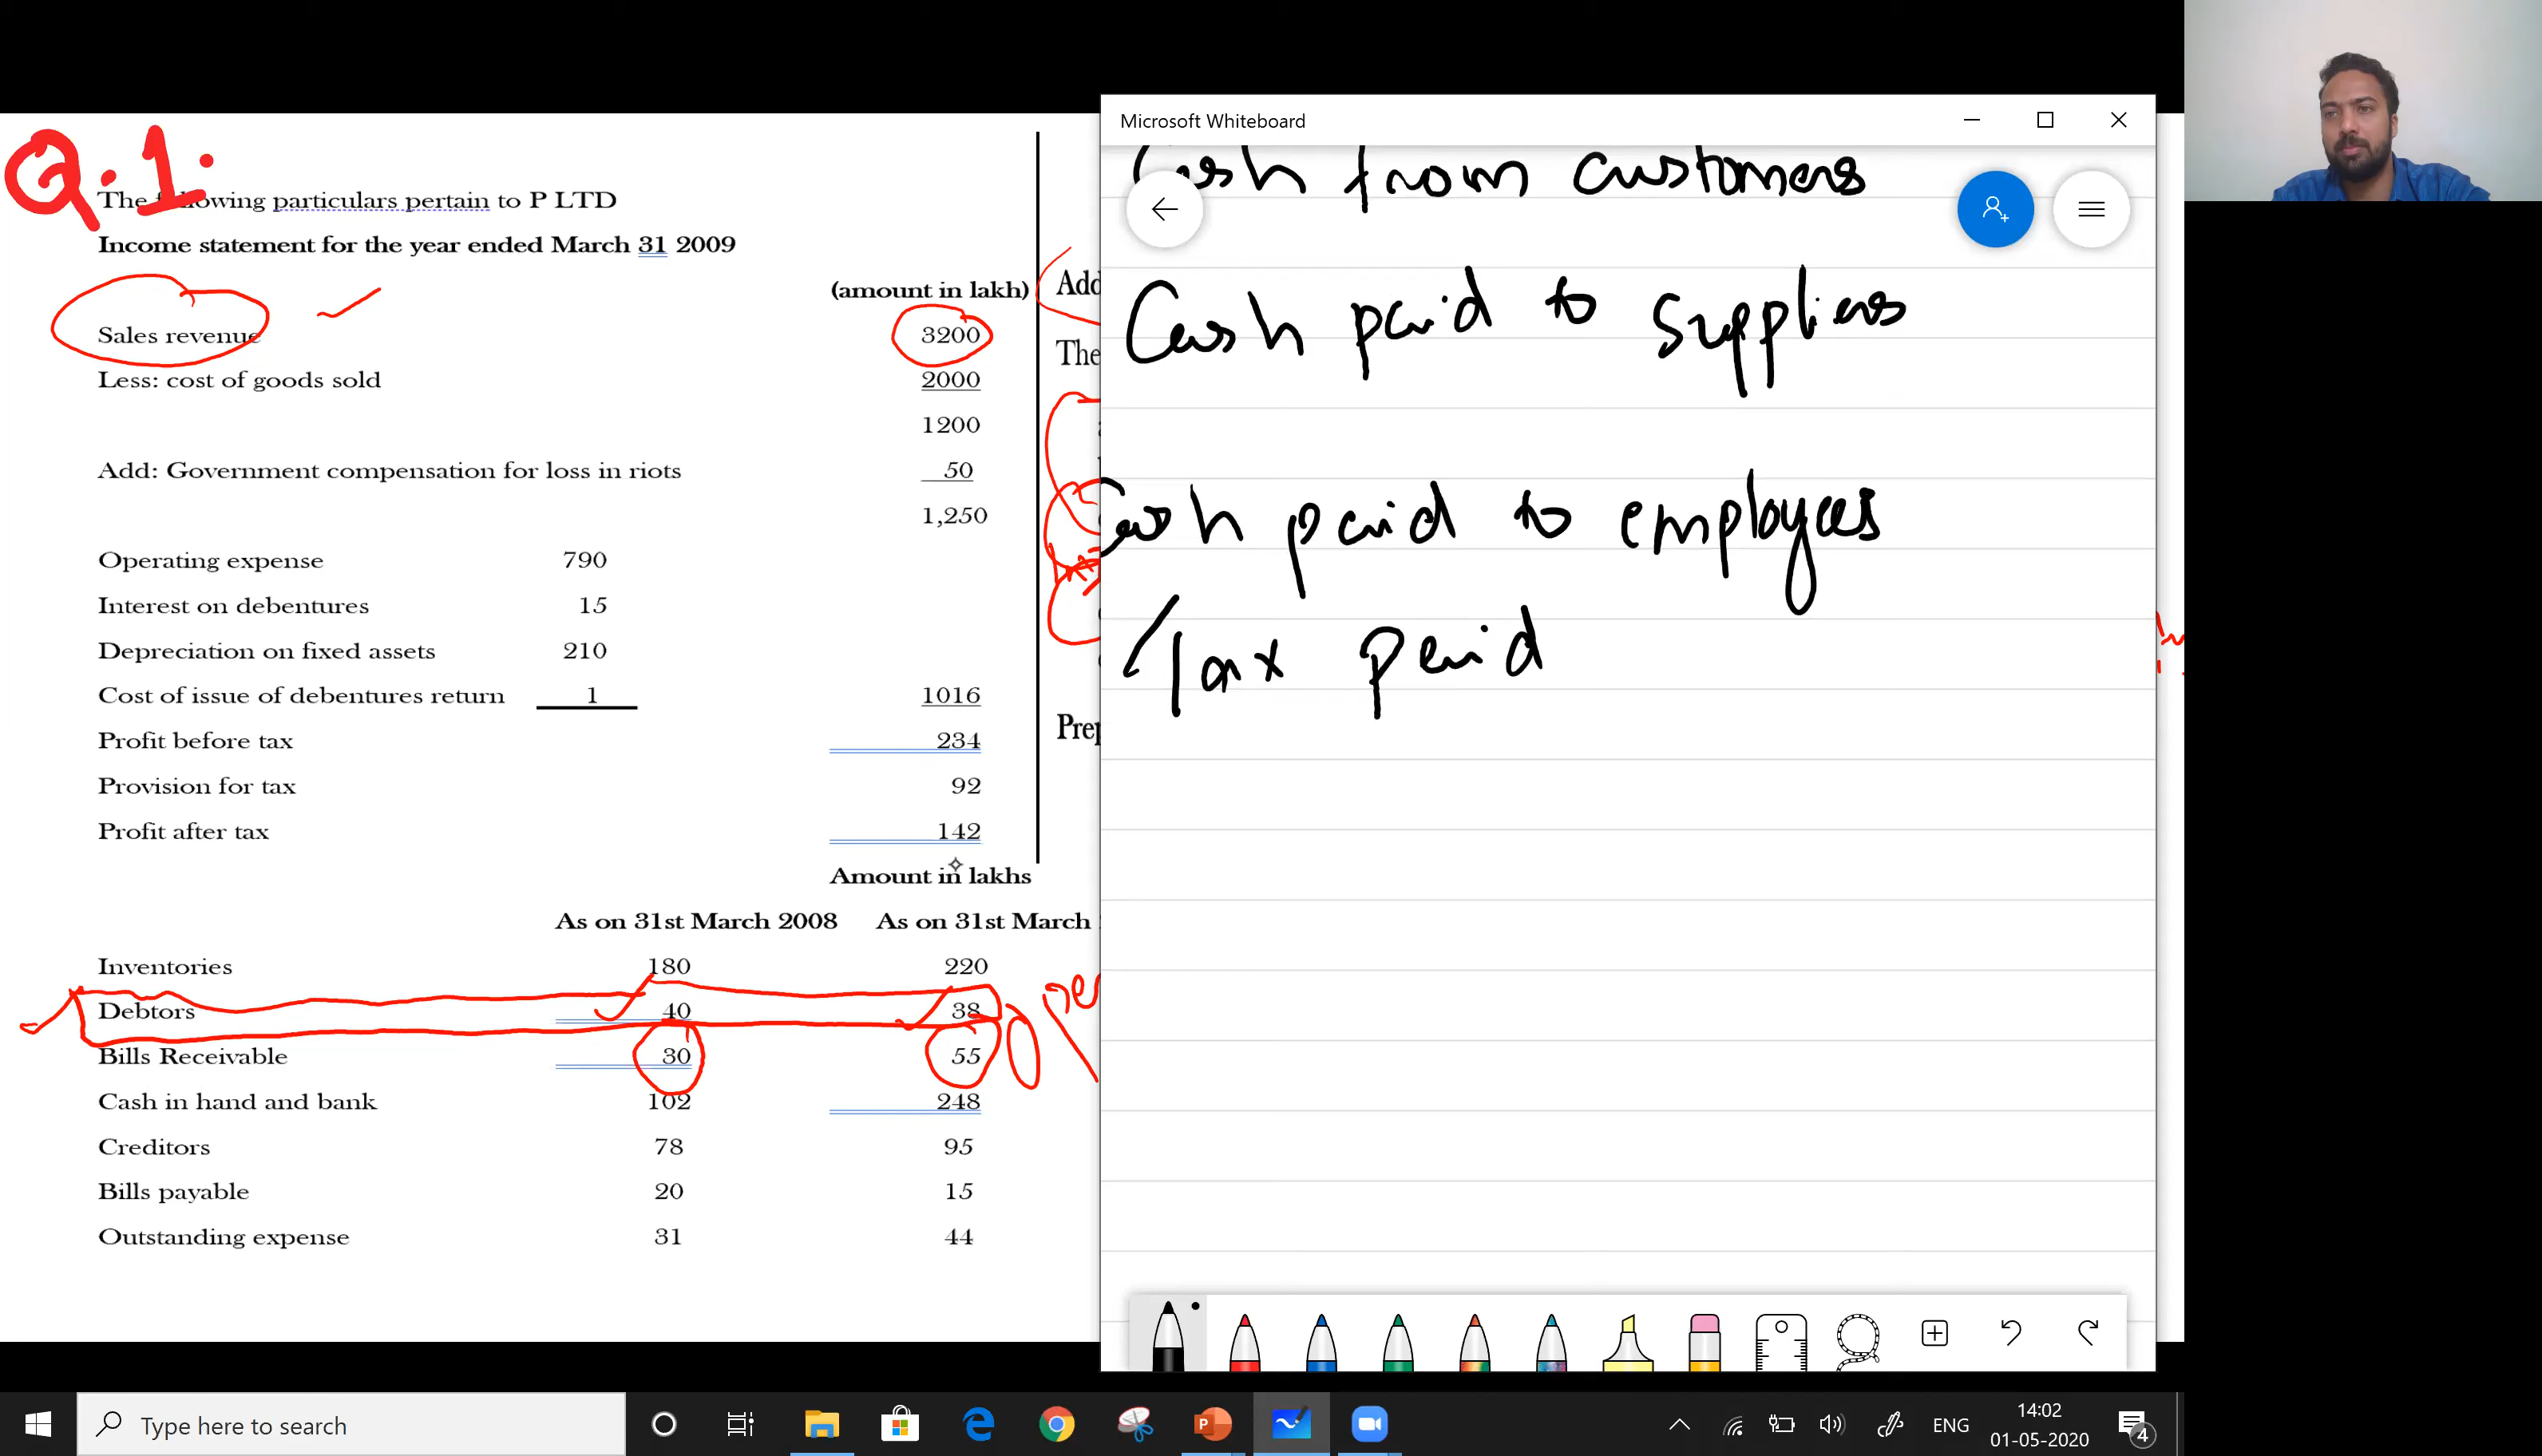 Q.1.
The following particulars pertain to P LTD
Income statement for the year ended March 31 2009
(amount in lakh)
Sales revenue 3200
Less: cost of goods sold 2000
1200
Add: Government compensation for loss in riots 50
1,250
Operating expense 790
Interest on debentures 15
Depreciation on fixed assets 210
Cost of issue of debentures return 1 1016
Profit before tax 234
Provision for tax 92
Profit after tax 142
Amount in lakhs
As on 31st March 2008 As on 31st March
Inventories 180 220
Debtors 40 38
Bills Receivable 30 55
Cash in hand and bank 102 248
Creditors 78 95
Bills payable 20 15
Outstanding expense 31 44
Add
The
Prep
Microsoft Whiteboard
Cash from customers
Cash paid to suppliers
Cash paid to employees
Tax paid
Type here to search
ENG
14:02
01-05-2020
4